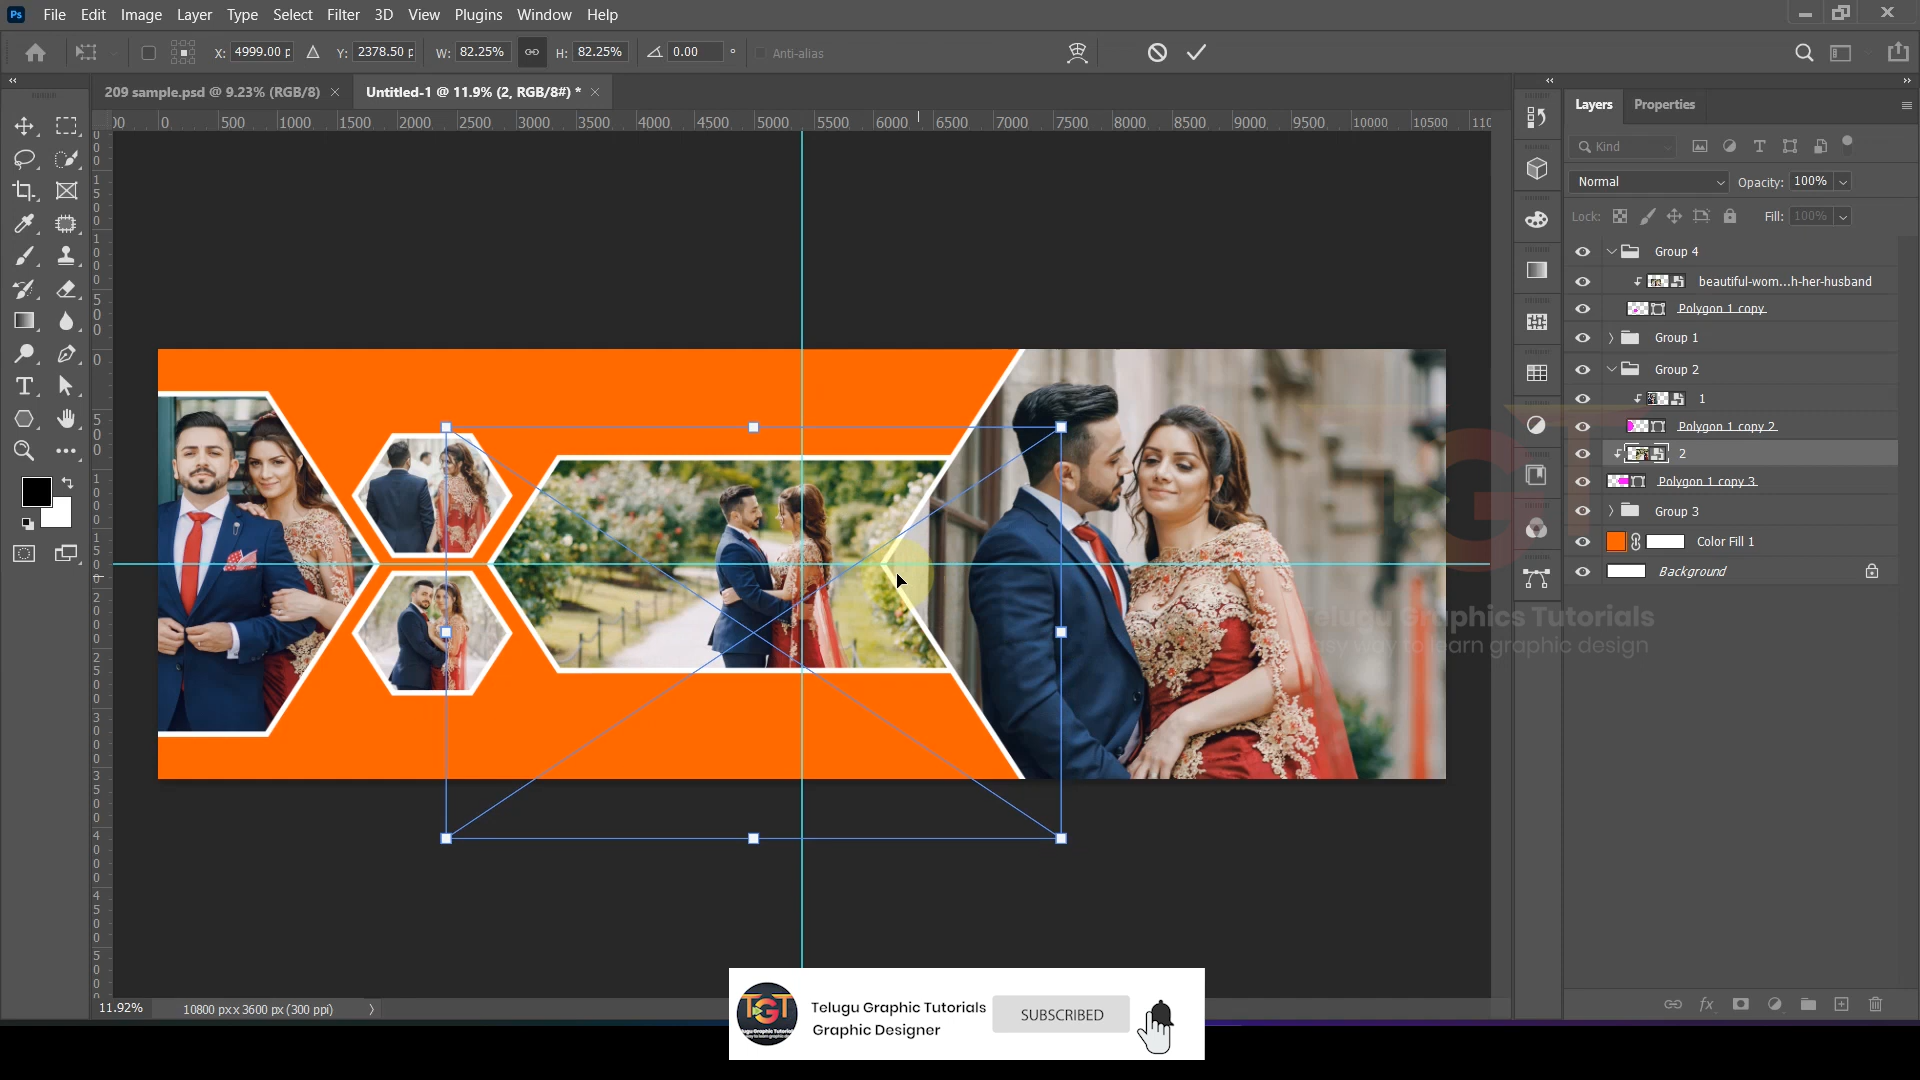 Ps File Edit Image Layer Type Select Filter 3D View Plugins Window Help
X: 4999.00 p Y: 2378.50 p W: 82.25% H: 82.25% 0.00 ° Anti-alias
209 sample.psd @ 9.23% (RGB/8) × Untitled-1 @ 11.9% (2, RGB/8#) * ×
00 0 500 1000 1500 2000 2500 3000 3500 4000 4500 5000 5500 6000 6500 7000 7500 8000 8500 9000 9500 10000 10500 110
Layers Properties
Kind
Normal Opacity: 100%
Lock: Fill: 100%
Group 4
beautiful-wom...h-her-husband
Polygon 1 copy
Group 1
Group 2
1
Polygon 1 copy 2
2
Polygon 1 copy 3
Group 3
Color Fill 1
Background
TGT
Telugu Graphics Tutorials
easy way to learn graphic design
11.92% 10800 px x 3600 px (300 ppi)
TGT
Telugu Graphic Tutorials
Graphic Designer
SUBSCRIBED